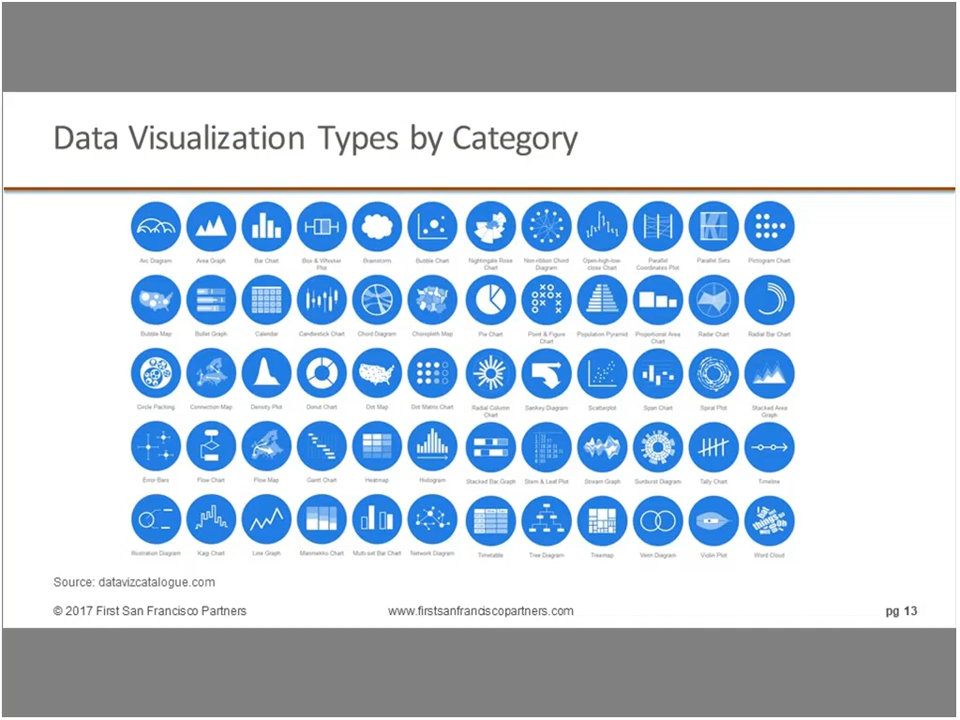 Data Visualization Types by Category
Arc Diagram Area Graph Bar Chart Box & Whisker Plot Brainstorm Bubble Chart Nightingale Rose Chart Non-ribbon Chord Diagram Open-high-low-close Chart Parallel Coordinates Plot Parallel Sets Pictogram Chart
Bubble Map Bullet Graph Calendar Candlestick Chart Chord Diagram Choropleth Map Pie Chart Point & Figure Chart Population Pyramid Proportional Area Chart Radar Chart Radial Bar Chart
Circle Packing Connection Map Density Plot Donut Chart Dot Map Dot Matrix Chart Radial Column Chart Sankey Diagram Scatterplot Span Chart Spiral Plot Stacked Area Graph
Error Bars Flow Chart Flow Map Gantt Chart Heatmap Histogram Stacked Bar Graph Stem & Leaf Plot Stream Graph Sunburst Diagram Tally Chart Timeline
Illustration Diagram Kagi Chart Line Graph Marimekko Chart Multi-set Bar Chart Network Diagram Timetable Tree Diagram Treemap Venn Diagram Violin Plot Word Cloud
Source: datavizcatalogue.com
© 2017 First San Francisco Partners www.firstsanfranciscopartners.com pg 13